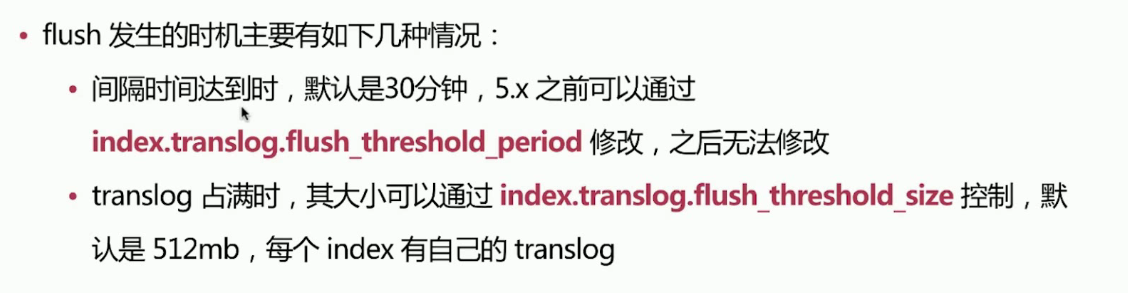 • flush 发生的时机主要有如下几种情况：
• 间隔时间达到时，默认是30分钟，5.x 之前可以通过
index.translog.flush_threshold_period 修改，之后无法修改
• translog 占满时，其大小可以通过 index.translog.flush_threshold_size 控制，默
认是 512mb，每个 index 有自己的 translog